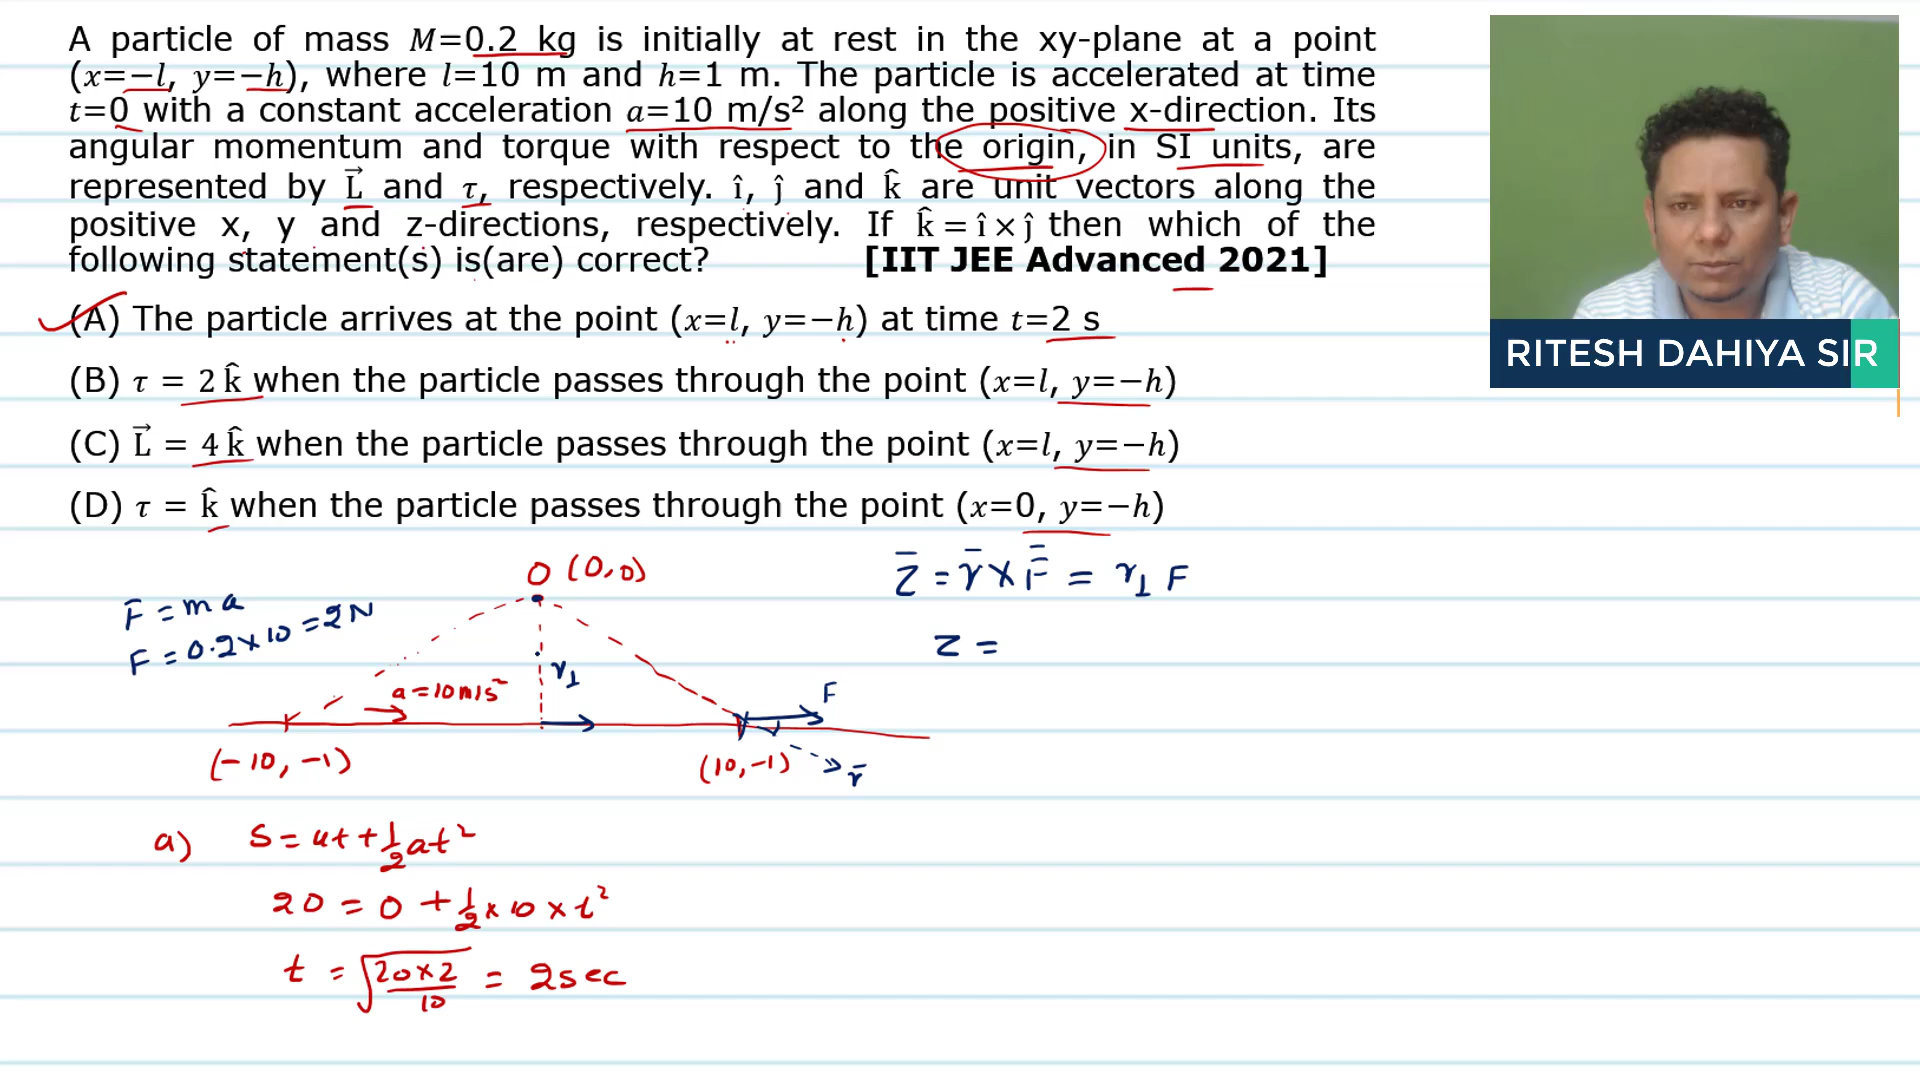 A particle of mass M=0.2 kg is initially at rest in the xy-plane at a point
(x=−l, y=−h), where l=10 m and h=1 m. The particle is accelerated at time
t=0 with a constant acceleration a=10 m/s² along the positive x-direction. Its
angular momentum and torque with respect to the origin, in SI units, are
represented by L⃗ and τ, respectively. î, ĵ and k̂ are unit vectors along the
positive x, y and z-directions, respectively. If k̂ = î × ĵ then which of the
following statement(s) is(are) correct? [IIT JEE Advanced 2021]
(A) The particle arrives at the point (x=l, y=−h) at time t=2 s
(B) τ = 2 k̂ when the particle passes through the point (x=l, y=−h)
(C) L⃗ = 4 k̂ when the particle passes through the point (x=l, y=−h)
(D) τ = k̂ when the particle passes through the point (x=0, y=−h)
RITESH DAHIYA SIR
O (0,0)
F̄ = ma
F = 0.2×10 = 2N
τ̄ = r̄ × F̄ = r⊥ F
τ =
r⊥
a = 10 m/s²
F
(−10, −1)
(10, −1)
r̄
a) S = ut + ½ at²
20 = 0 + ½ × 10 × t²
t = √(20×2/10) = 2 sec